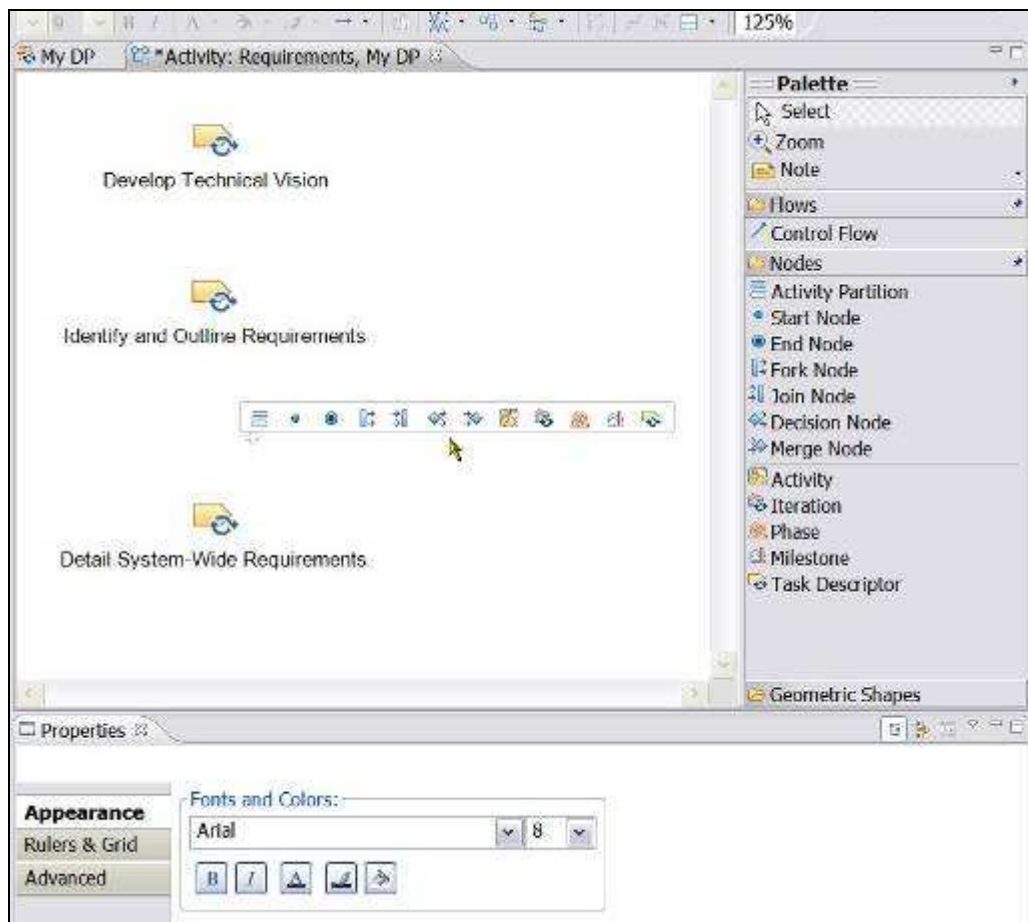 125%
My DP
*Activity: Requirements, My DP
Develop Technical Vision
Identify and Outline Requirements
Detail System-Wide Requirements
Palette
Select
Zoom
Note
Flows
Control Flow
Nodes
Activity Partition
Start Node
End Node
Fork Node
Join Node
Decision Node
Merge Node
Activity
Iteration
Phase
Milestone
Task Descriptor
Geometric Shapes
Properties
Appearance
Rulers & Grid
Advanced
Fonts and Colors:
Arial 8
B I A